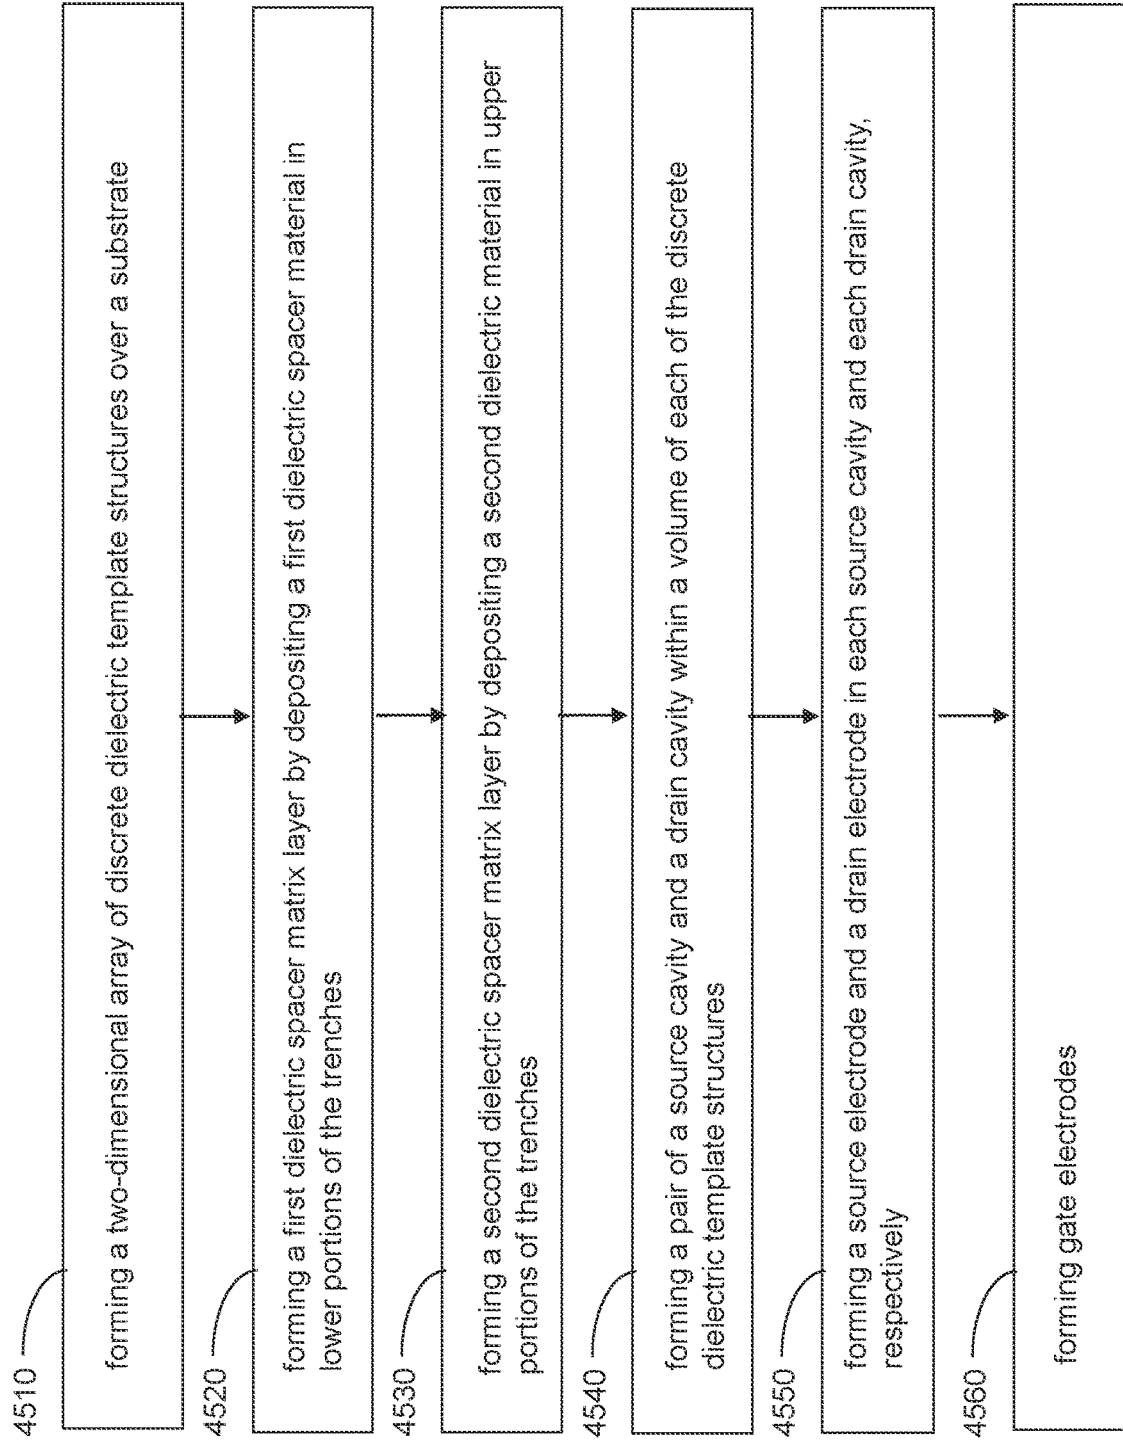 4510
forming a two-dimensional array of discrete dielectric template structures over a substrate
4520
forming a first dielectric spacer matrix layer by depositing a first dielectric spacer material in
lower portions of the trenches
4530
forming a second dielectric spacer matrix layer by depositing a second dielectric material in upper
portions of the trenches
4540
forming a pair of a source cavity and a drain cavity within a volume of each of the discrete
dielectric template structures
4550
forming a source electrode and a drain electrode in each source cavity and each drain cavity,
respectively
4560
forming gate electrodes